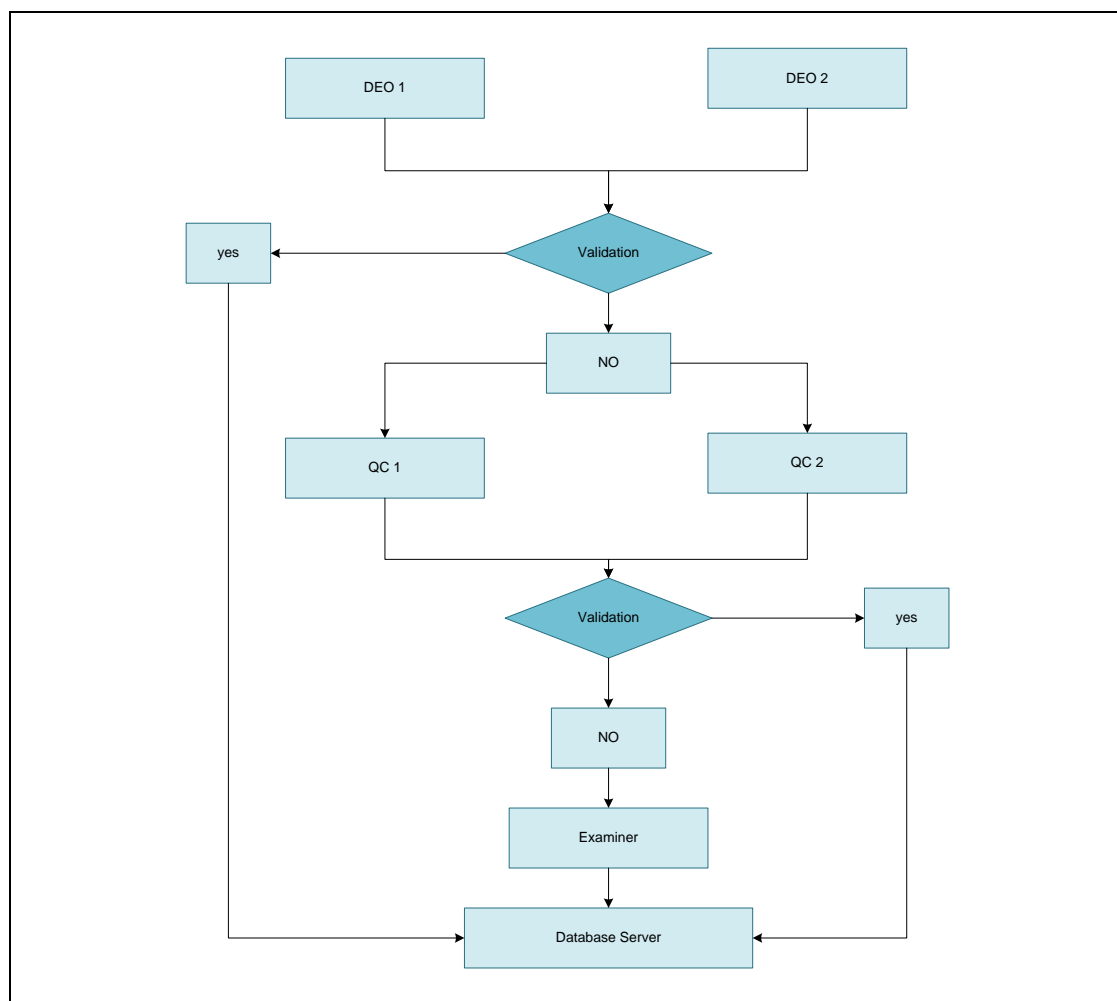 DEO 1
DEO 2
yes
Validation
NO
QC 1
QC 2
Validation
yes
NO
Examiner
Database Server